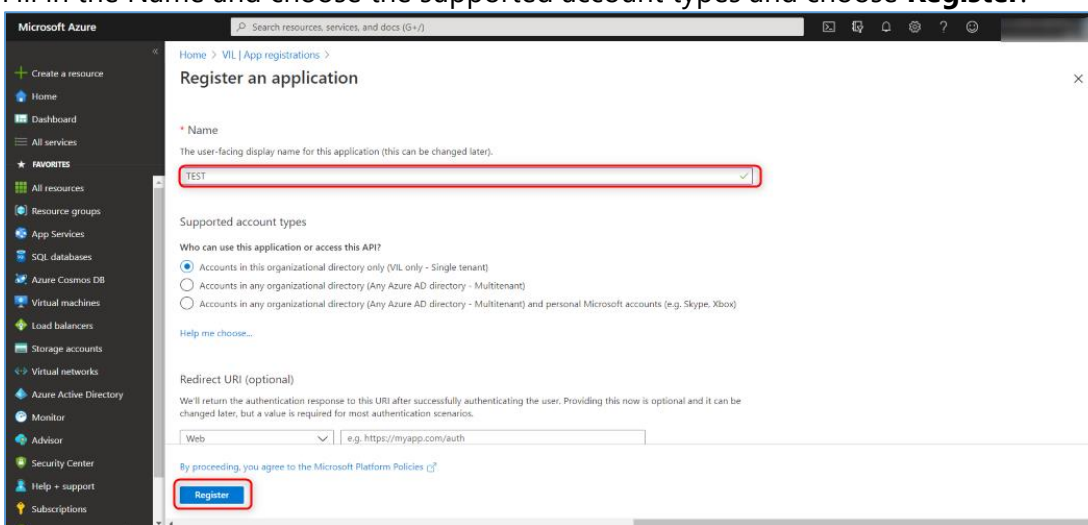 in the Name and choose the supported account types and choose Register.
Microsoft Azure
Search resources, services, and docs (G+/)
Home > VIL | App registrations >
Register an application
Create a resource
Home
Dashboard
All services
FAVORITES
All resources
Resource groups
App Services
SQL databases
Azure Cosmos DB
Virtual machines
Load balancers
Storage accounts
Virtual networks
Azure Active Directory
Monitor
Advisor
Security Center
Help + support
Subscriptions
* Name
The user-facing display name for this application (this can be changed later).
TEST
Supported account types
Who can use this application or access this API?
Accounts in this organizational directory only (VIL only - Single tenant)
Accounts in any organizational directory (Any Azure AD directory - Multitenant)
Accounts in any organizational directory (Any Azure AD directory - Multitenant) and personal Microsoft accounts (e.g. Skype, Xbox)
Help me choose...
Redirect URI (optional)
We'll return the authentication response to this URI after successfully authenticating the user. Providing this now is optional and it can be
changed later, but a value is required for most authentication scenarios.
Web
e.g. https://myapp.com/auth
By proceeding, you agree to the Microsoft Platform Policies
Register